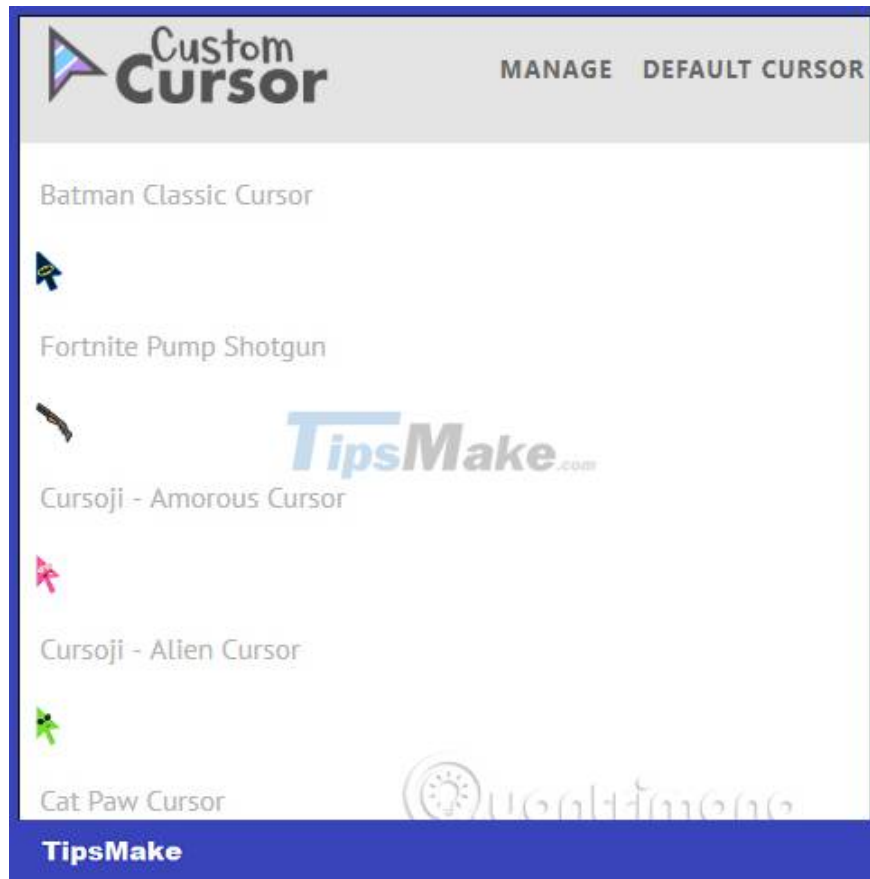 Custom
Cursor
MANAGE DEFAULT CURSOR
Batman Classic Cursor
Fortnite Pump Shotgun
TipsMake.com
Cursoji - Amorous Cursor
Cursoji - Alien Cursor
Cat Paw Cursor
TipsMake